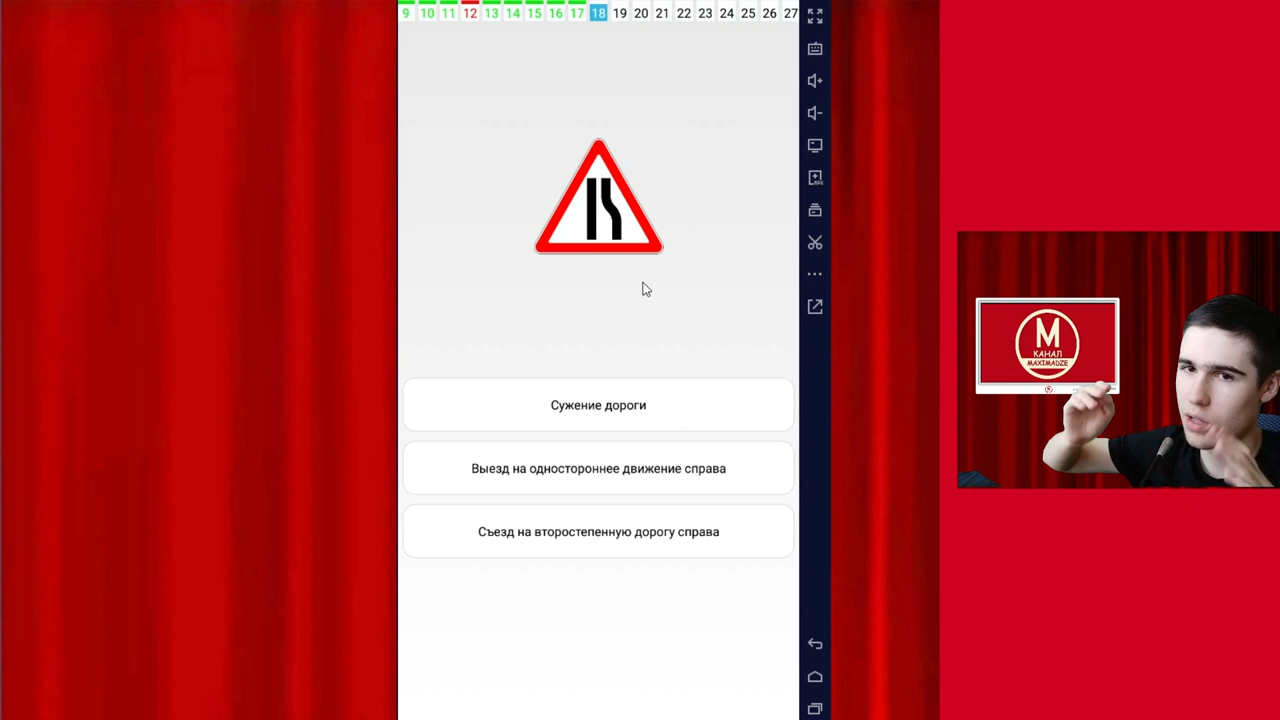 9 10 11 12 13 14 15 16 17 18 19 20 21 22 23 24 25 26 27
Сужение дороги
Выезд на одностороннее движение справа
Съезд на второстепенную дорогу справа
М
КАНАЛ
MAXIMADZE